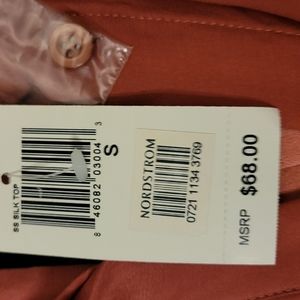 SS SILK TOP
8 46082 03004 3
S
NORDSTROM
0721 1134 3769
MSRP $68.00